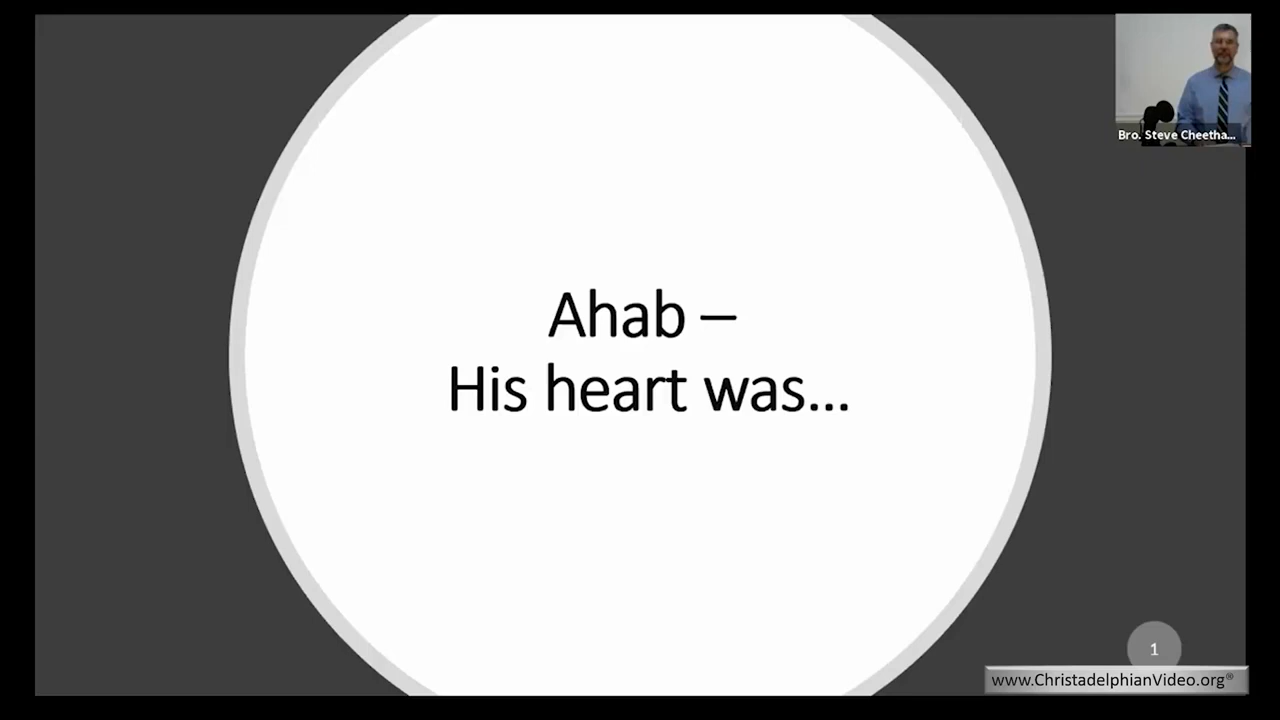 Bro. Steve Cheetha...
Ahab –
His heart was...
1
www.ChristadelphianVideo.org®